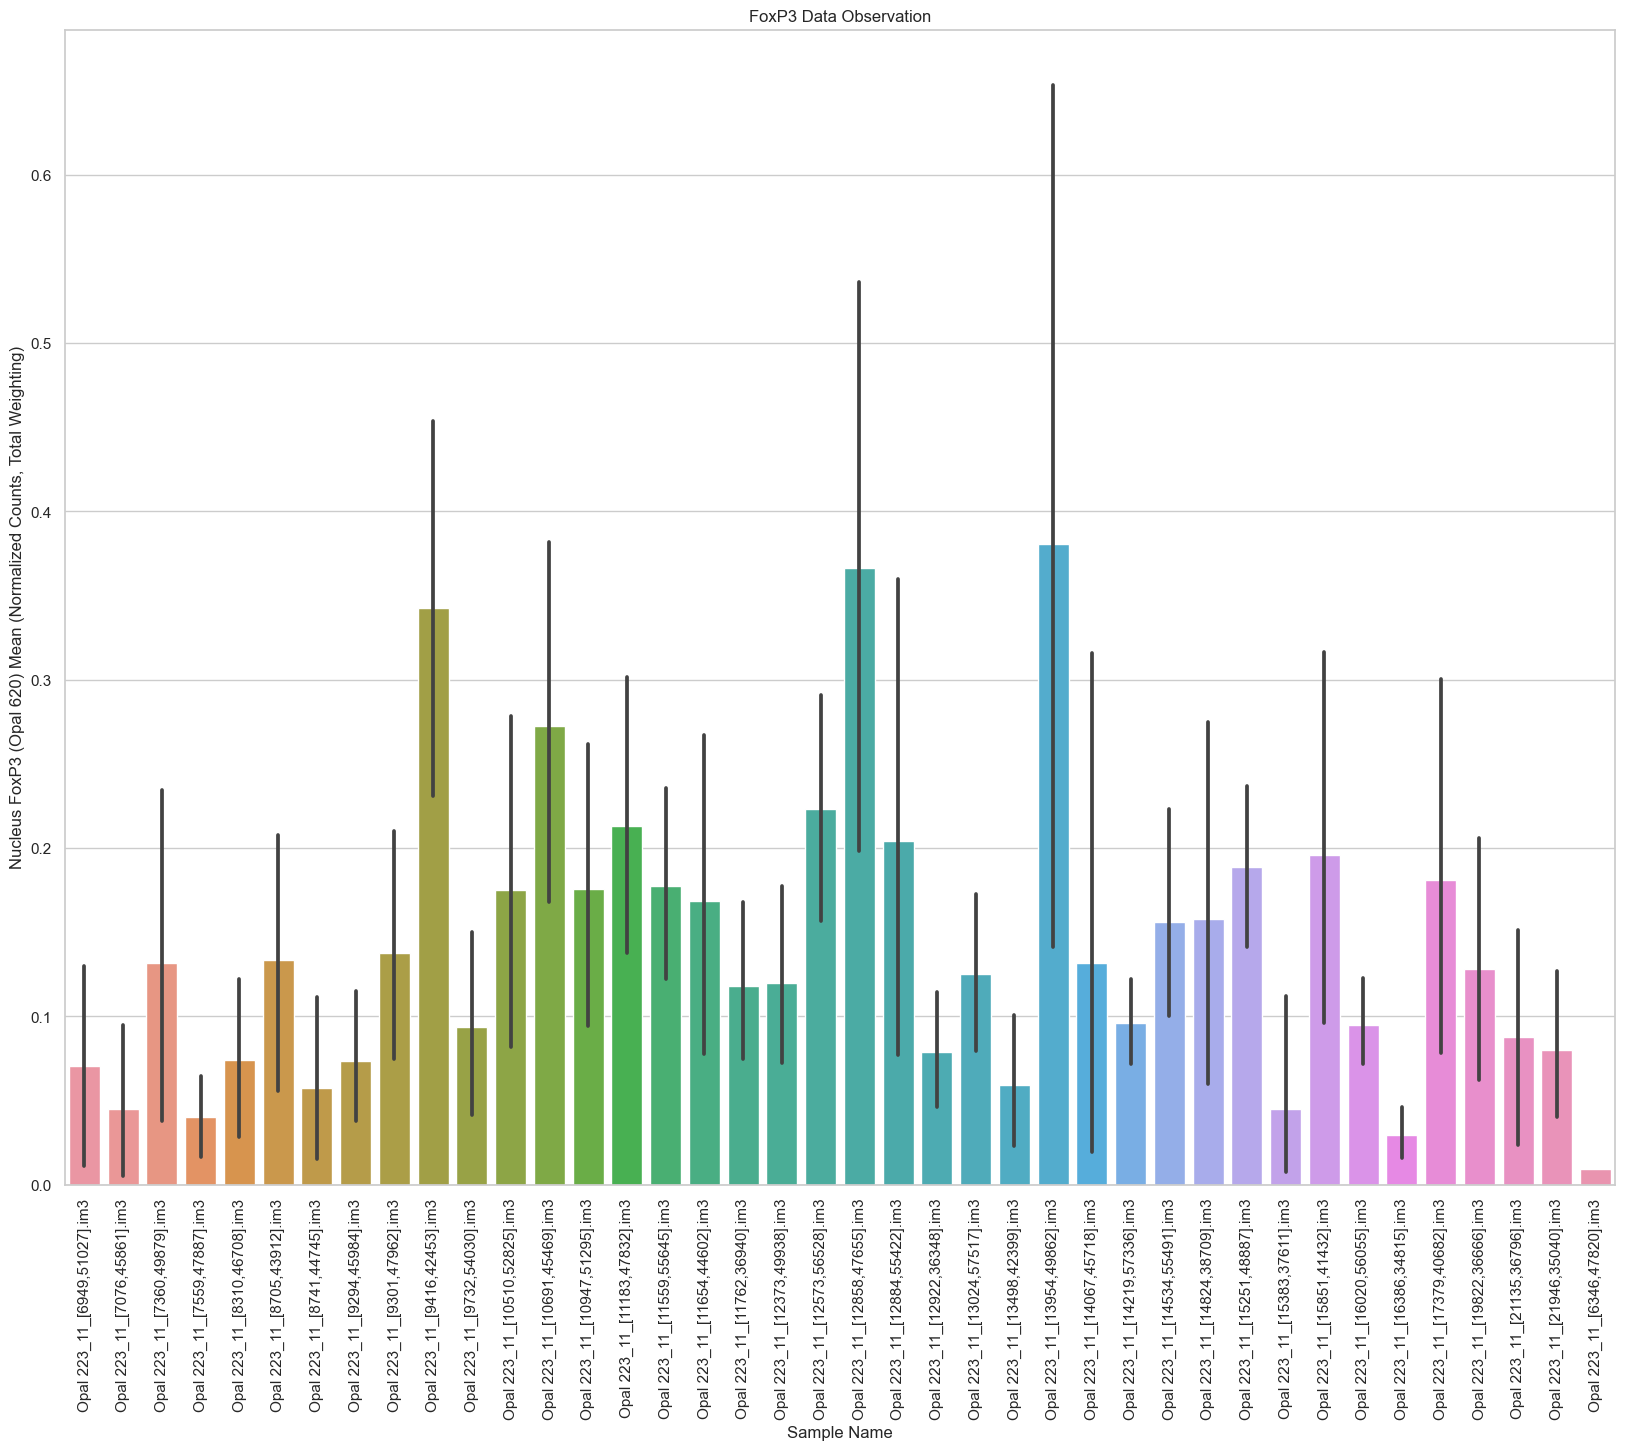 FoxP3 Data Observation
Nucleus FoxP3 (Opal 620) Mean (Normalized Counts, Total Weighting)
0.6
0.5
0.4
0.3
0.2
0.1
0.0
Opal 223_11_[6949,51027].im3
Opal 223_11_[7076,45861].im3
Opal 223_11_[7360,49879].im3
Opal 223_11_[7559,47887].im3
Opal 223_11_[8310,46708].im3
Opal 223_11_[8705,43912].im3
Opal 223_11_[8741,44745].im3
Opal 223_11_[9294,45984].im3
Opal 223_11_[9301,47962].im3
Opal 223_11_[9416,42453].im3
Opal 223_11_[9732,54030].im3
Opal 223_11_[10510,52825].im3
Opal 223_11_[10691,45469].im3
Opal 223_11_[10947,51295].im3
Opal 223_11_[11183,47832].im3
Opal 223_11_[11559,55645].im3
Opal 223_11_[11654,44602].im3
Opal 223_11_[11762,36940].im3
Opal 223_11_[12373,49938].im3
Opal 223_11_[12573,56528].im3
Opal 223_11_[12858,47655].im3
Opal 223_11_[12884,55422].im3
Opal 223_11_[12922,36348].im3
Opal 223_11_[13024,57517].im3
Opal 223_11_[13498,42399].im3
Opal 223_11_[13954,49862].im3
Opal 223_11_[14067,45718].im3
Opal 223_11_[14219,57336].im3
Opal 223_11_[14534,55491].im3
Opal 223_11_[14824,38709].im3
Opal 223_11_[15251,48887].im3
Opal 223_11_[15383,37611].im3
Opal 223_11_[15851,41432].im3
Opal 223_11_[16020,56055].im3
Opal 223_11_[16386,34815].im3
Opal 223_11_[17379,40682].im3
Opal 223_11_[19822,36666].im3
Opal 223_11_[21135,36796].im3
Opal 223_11_[21946,35040].im3
Opal 223_11_[6346,47820].im3
Sample Name